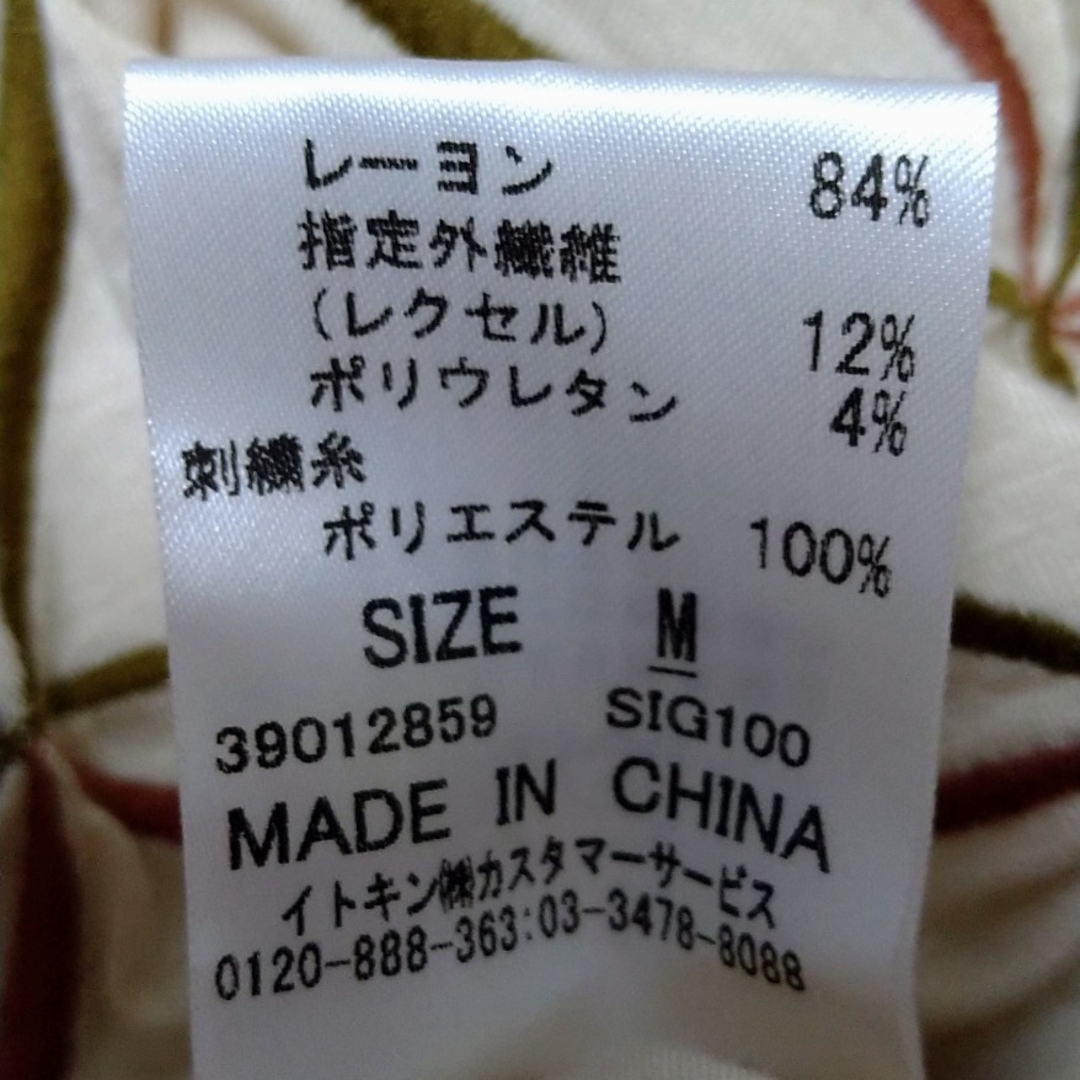 レーヨン 84%
指定外繊維
(レクセル) 12%
ポリウレタン 4%
刺繍糸
ポリエステル 100%
SIZE M
39012859 SIG100
MADE IN CHINA
イトキン㈱カスタマーサービス
0120-888-363:03-3478-8088